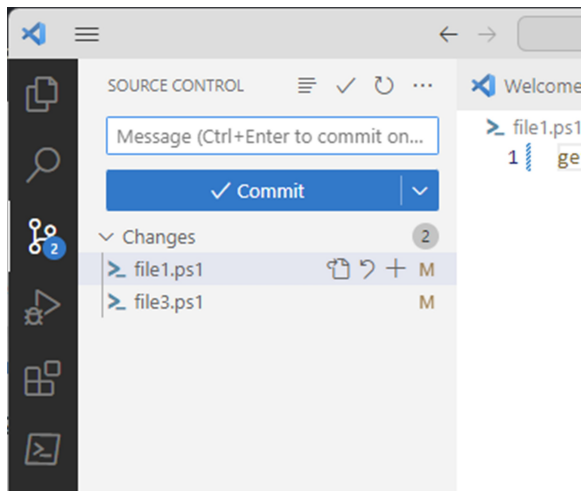 SOURCE CONTROL
Welcome
Message (Ctrl+Enter to commit on...
file1.ps1
1 ge
Commit
Changes 2
2
file1.ps1 M
file3.ps1 M